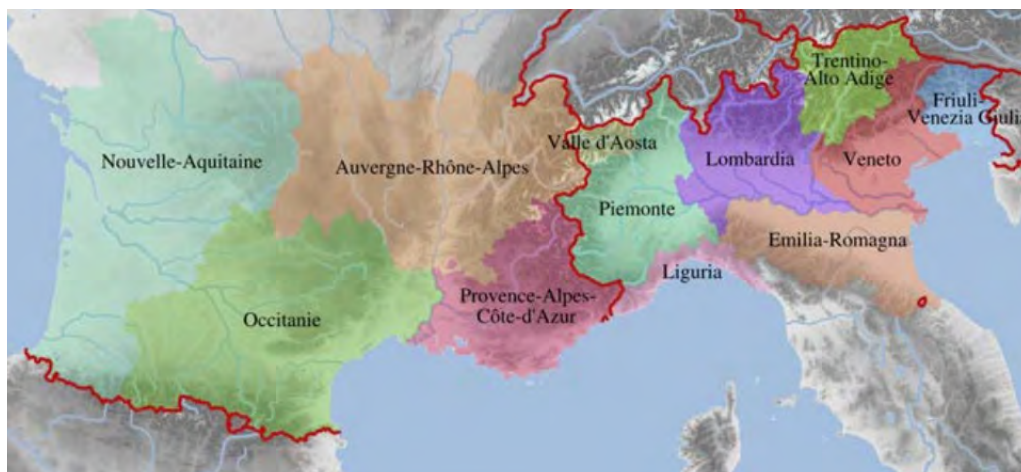 Trentino-
Alto Adige
Friuli-
Venezia Giulia
Nouvelle-Aquitaine
Auvergne-Rhône-Alpes
Valle d'Aosta
Lombardia
Veneto
Piemonte
Emilia-Romagna
Liguria
Provence-Alpes-
Côte-d'Azur
Occitanie